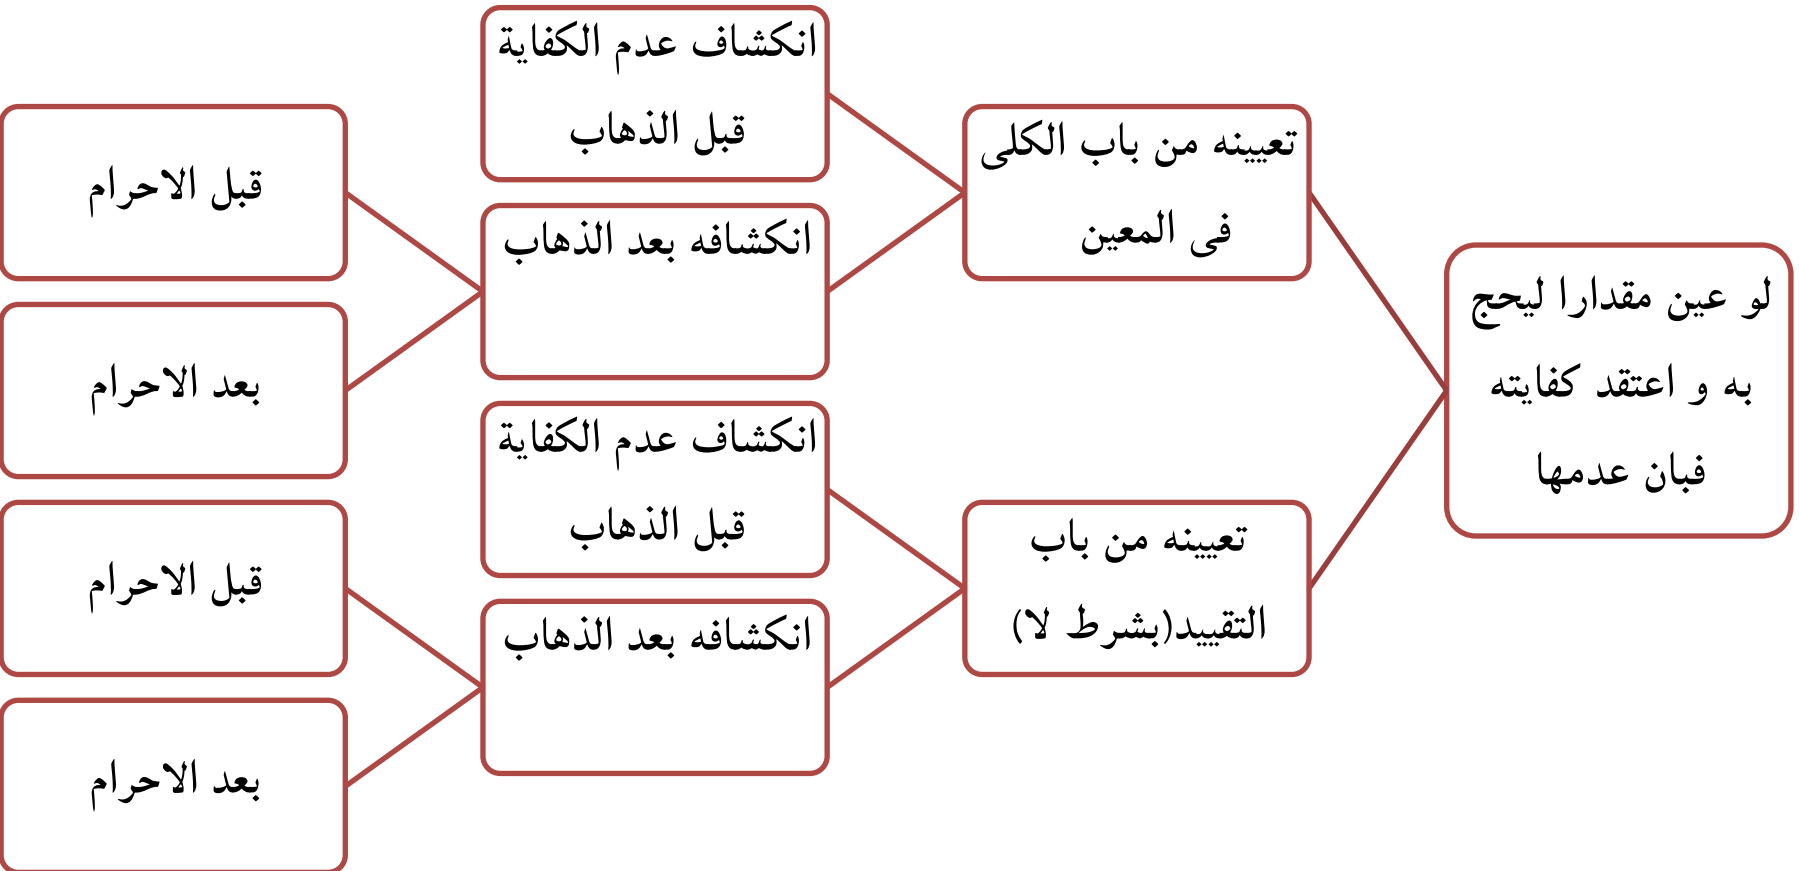 لو عين مقدارا ليحج
به و اعتقد كفايته
فبان عدمها
تعيينه من باب الكلى
فى المعين
انكشاف عدم الكفاية
قبل الذهاب
انكشافه بعد الذهاب
قبل الاحرام
بعد الاحرام
تعيينه من باب
التقييد(بشرط لا)
انكشاف عدم الكفاية
قبل الذهاب
انكشافه بعد الذهاب
قبل الاحرام
بعد الاحرام